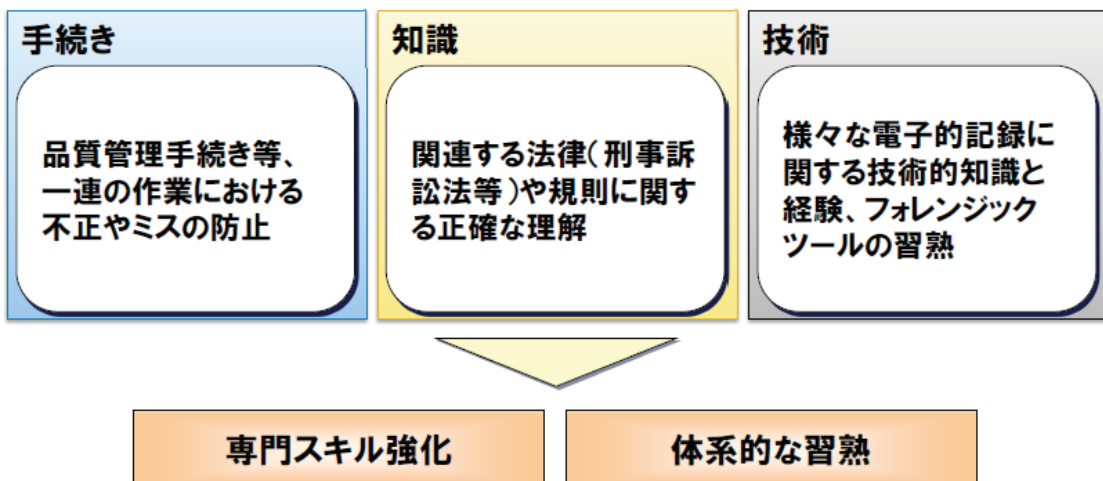 手続き
品質管理手続き等、
一連の作業における
不正やミスの防止
知識
関連する法律(刑事訴
訟法等)や規則に関す
る正確な理解
技術
様々な電子的記録に
関する技術的知識と
経験、フォレンジック
ツールの習熟
専門スキル強化
体系的な習熟